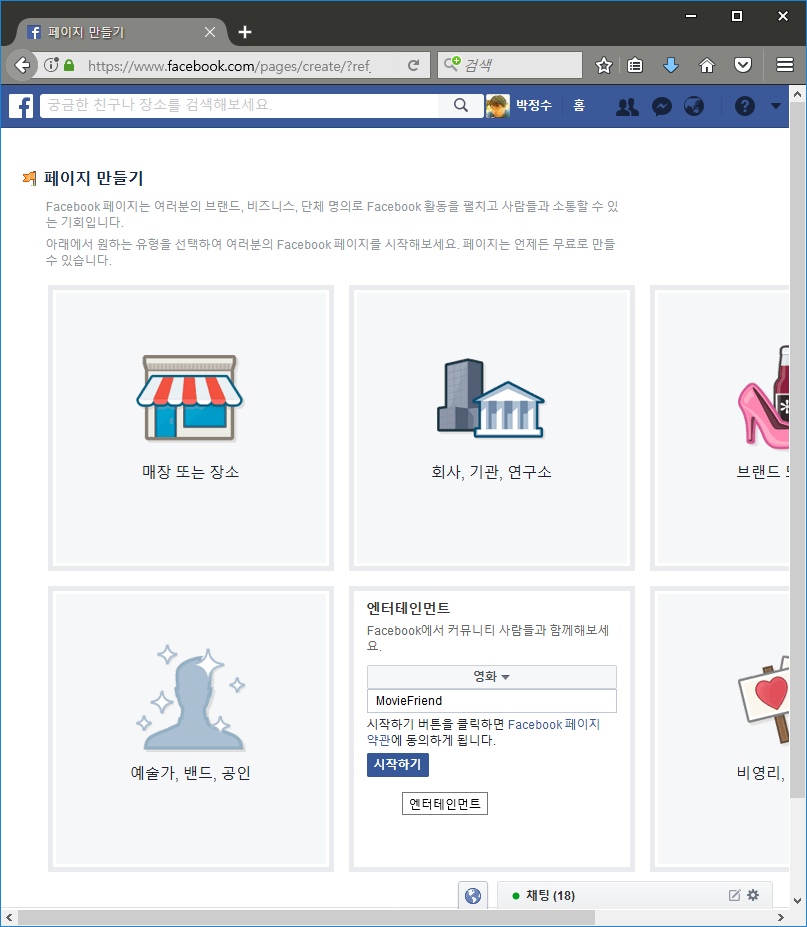 페이지 만들기
https://www.facebook.com/pages/create/?ref_
검색
궁금한 친구나 장소를 검색해보세요.
박정수
홈
페이지 만들기
Facebook 페이지는 여러분의 브랜드, 비즈니스, 단체 명의로 Facebook 활동을 펼치고 사람들과 소통할 수 있
는 기회입니다.
아래에서 원하는 유형을 선택하여 여러분의 Facebook 페이지를 시작해보세요. 페이지는 언제든 무료로 만들
수 있습니다.
매장 또는 장소
회사, 기관, 연구소
브랜드
예술가, 밴드, 공인
엔터테인먼트
Facebook에서 커뮤니티 사람들과 함께해보세
요.
영화
MovieFriend
시작하기 버튼을 클릭하면 Facebook 페이지
약관에 동의하게 됩니다.
시작하기
엔터테인먼트
비영리,
채팅 (18)